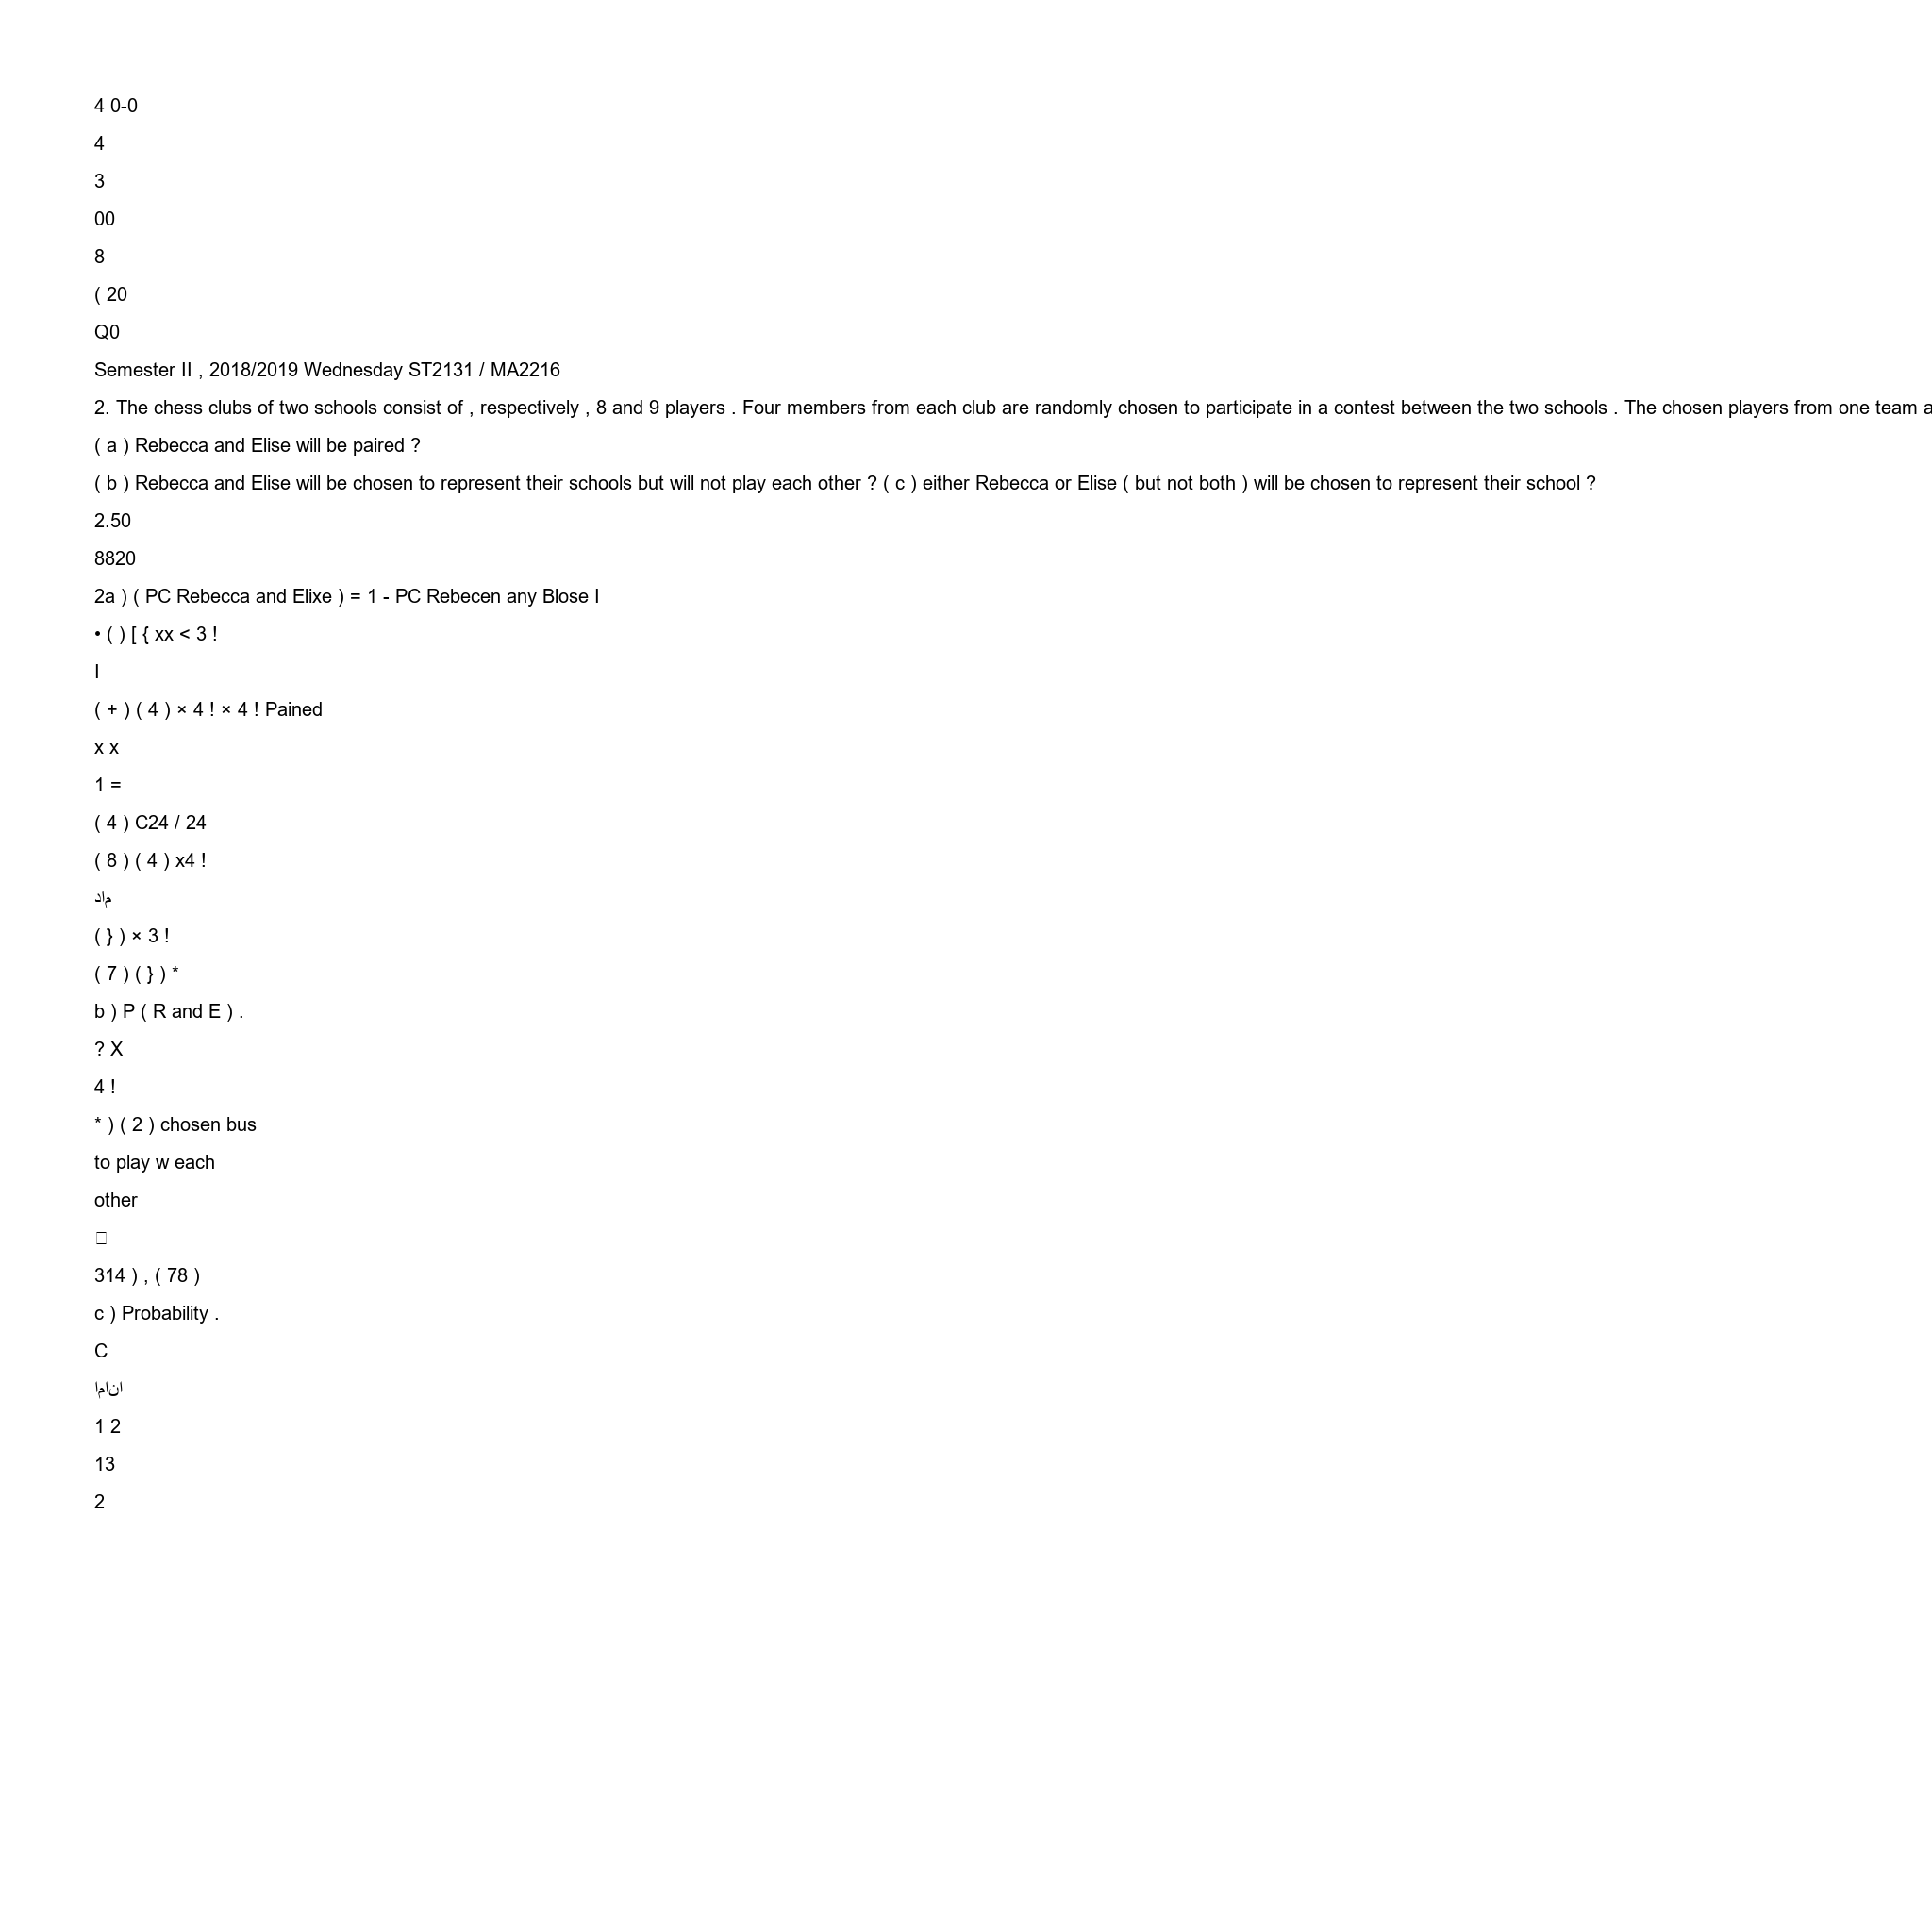 4 0-0
4
3
00
8
( 20
Q0
Semester II , 2018/2019 Wednesday ST2131 / MA2216
2. The chess clubs of two schools consist of , respectively , 8 and 9 players . Four members from each club are randomly chosen to participate in a contest between the two schools . The chosen players from one team a
( a ) Rebecca and Elise will be paired ?
( b ) Rebecca and Elise will be chosen to represent their schools but will not play each other ? ( c ) either Rebecca or Elise ( but not both ) will be chosen to represent their school ?
2.50
8820
2a ) ( PC Rebecca and Elixe ) = 1 - PC Rebecen any Blose I
• ( ) [ { xx < 3 !
I
( + ) ( 4 ) × 4 ! × 4 ! Pained
x x
1 =
( 4 ) C24 / 24
( 8 ) ( 4 ) x4 !
ماد
( } ) × 3 !
( 7 ) ( } ) *
b ) P ( R and E ) .
? X
4 !
* ) ( 2 ) chosen bus
to play w each
other
□
314 ) , ( 78 )
c ) Probability .
C
اناما
1 2
13
2